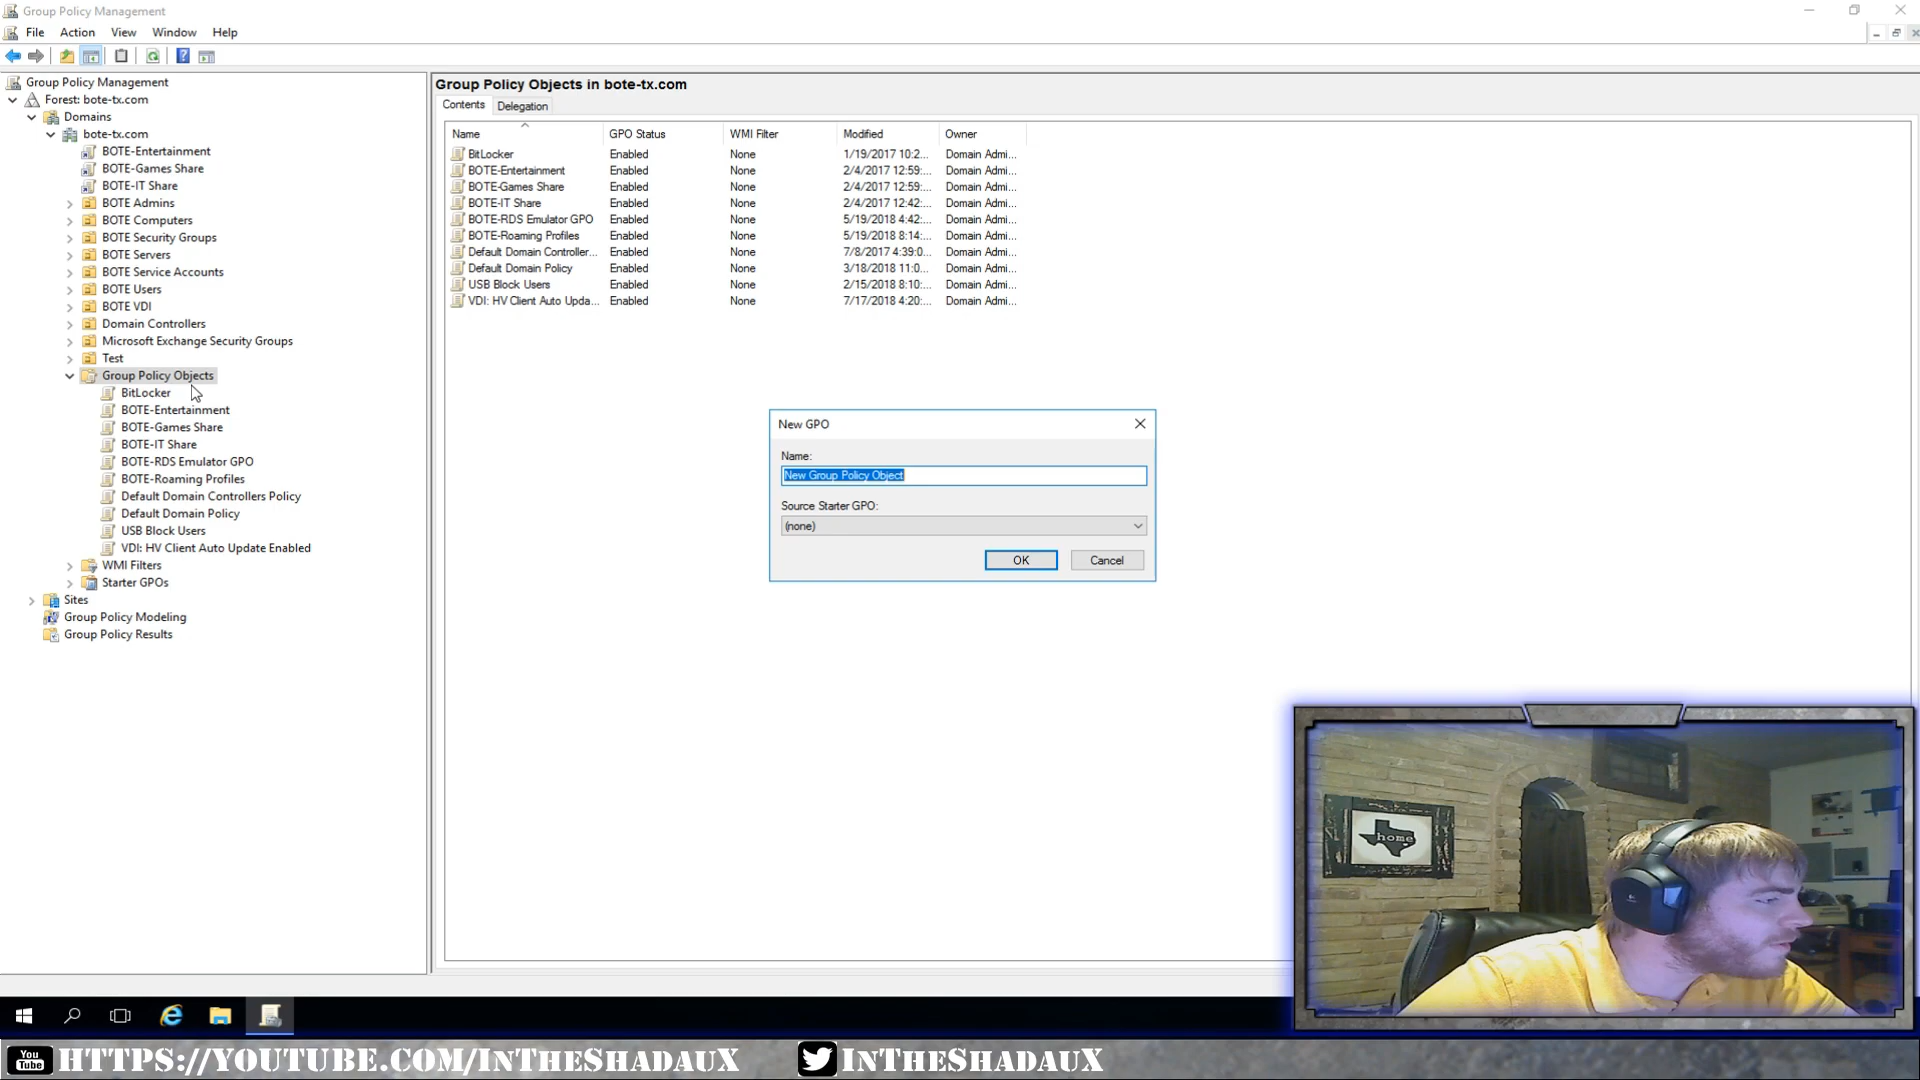 Group Policy Management
File Action View Window Help
Group Policy Management
Forest: bote-tx.com
Domains
bote-tx.com
BOTE-Entertainment
BOTE-Games Share
BOTE-IT Share
BOTE Admins
BOTE Computers
BOTE Security Groups
BOTE Servers
BOTE Service Accounts
BOTE Users
BOTE VDI
Domain Controllers
Microsoft Exchange Security Groups
Test
Group Policy Objects
BitLocker
BOTE-Entertainment
BOTE-Games Share
BOTE-IT Share
BOTE-RDS Emulator GPO
BOTE-Roaming Profiles
Default Domain Controllers Policy
Default Domain Policy
USB Block Users
VDI: HV Client Auto Update Enabled
WMI Filters
Starter GPOs
Sites
Group Policy Modeling
Group Policy Results
Group Policy Objects in bote-tx.com
Contents Delegation
Name GPO Status WMI Filter Modified Owner
BitLocker Enabled None 1/19/2017 10:2... Domain Admi...
BOTE-Entertainment Enabled None 2/4/2017 12:59:... Domain Admi...
BOTE-Games Share Enabled None 2/4/2017 12:59:... Domain Admi...
BOTE-IT Share Enabled None 2/4/2017 12:42:... Domain Admi...
BOTE-RDS Emulator GPO Enabled None 5/19/2018 4:42:... Domain Admi...
BOTE-Roaming Profiles Enabled None 5/19/2018 8:14:... Domain Admi...
Default Domain Controller... Enabled None 7/8/2017 4:39:0... Domain Admi...
Default Domain Policy Enabled None 3/18/2018 11:0... Domain Admi...
USB Block Users Enabled None 2/15/2018 8:10:... Domain Admi...
VDI: HV Client Auto Upda... Enabled None 7/17/2018 4:20:... Domain Admi...
New GPO
Name:
New Group Policy Object
Source Starter GPO:
(none)
OK Cancel
home
You Tube HTTPS://YOUTUBE.COM/INTHESHADAUX INTHESHADAUX